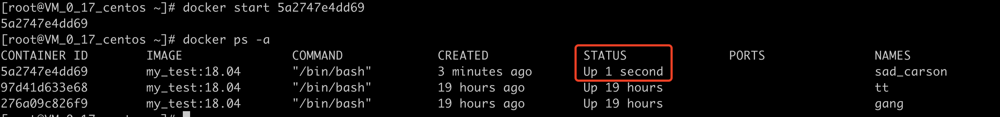 [root@VM_0_17_centos ~]# docker start 5a2747e4dd69
5a2747e4dd69
[root@VM_0_17_centos ~]# docker ps -a
CONTAINER ID        IMAGE               COMMAND             CREATED             STATUS              PORTS               NAMES
5a2747e4dd69        my_test:18.04       "/bin/bash"         3 minutes ago       Up 1 second                             sad_carson
97d41d633e68        my_test:18.04       "/bin/bash"         19 hours ago        Up 19 hours                             tt
276a09c826f9        my_test:18.04       "/bin/bash"         19 hours ago        Up 19 hours                             gang
[root@VM_0_17_centos ~]#